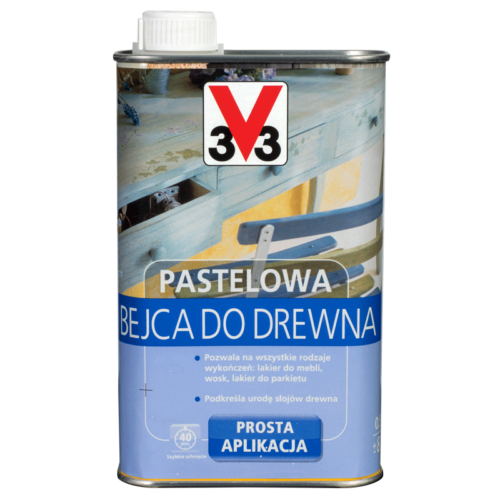 3V3
PASTELOWA
BEJCA DO DREWNA
• Pozwala na wszystkie rodzaje
wykończeń: lakier do mebli,
wosk, lakier do parkietu
• Podkreśla urodę słojów drewna
40
PROSTA
APLIKACJA